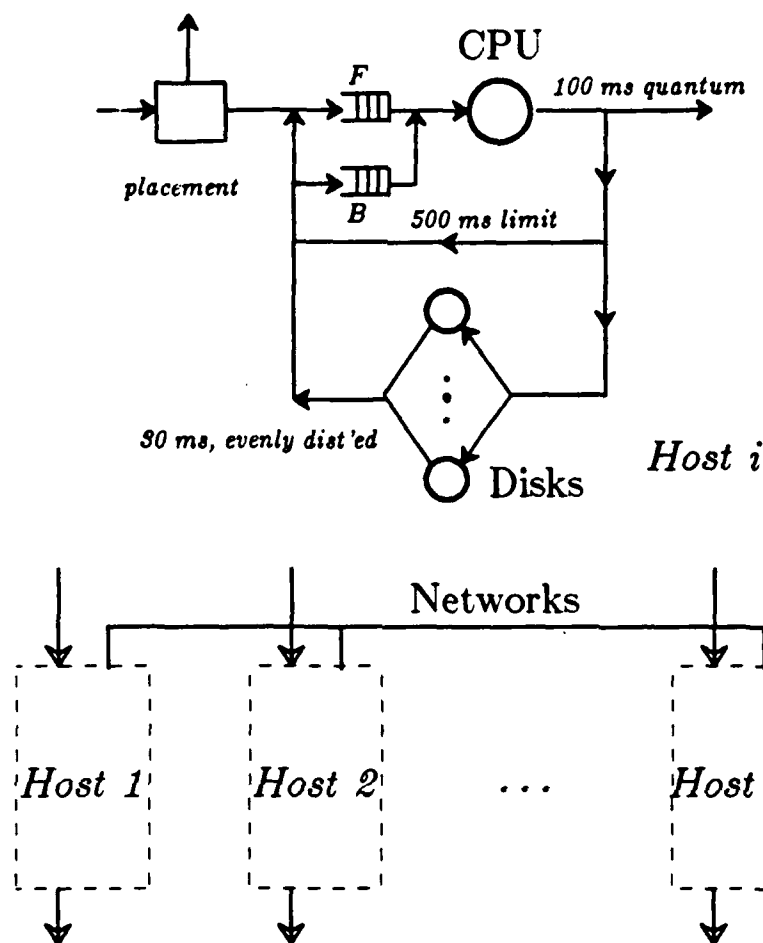 CPU
F
100 ms quantum
placement
B
500 ms limit
30 ms, evenly dist'ed
Host i
Disks
Networks
Host 1
Host 2
...
Host